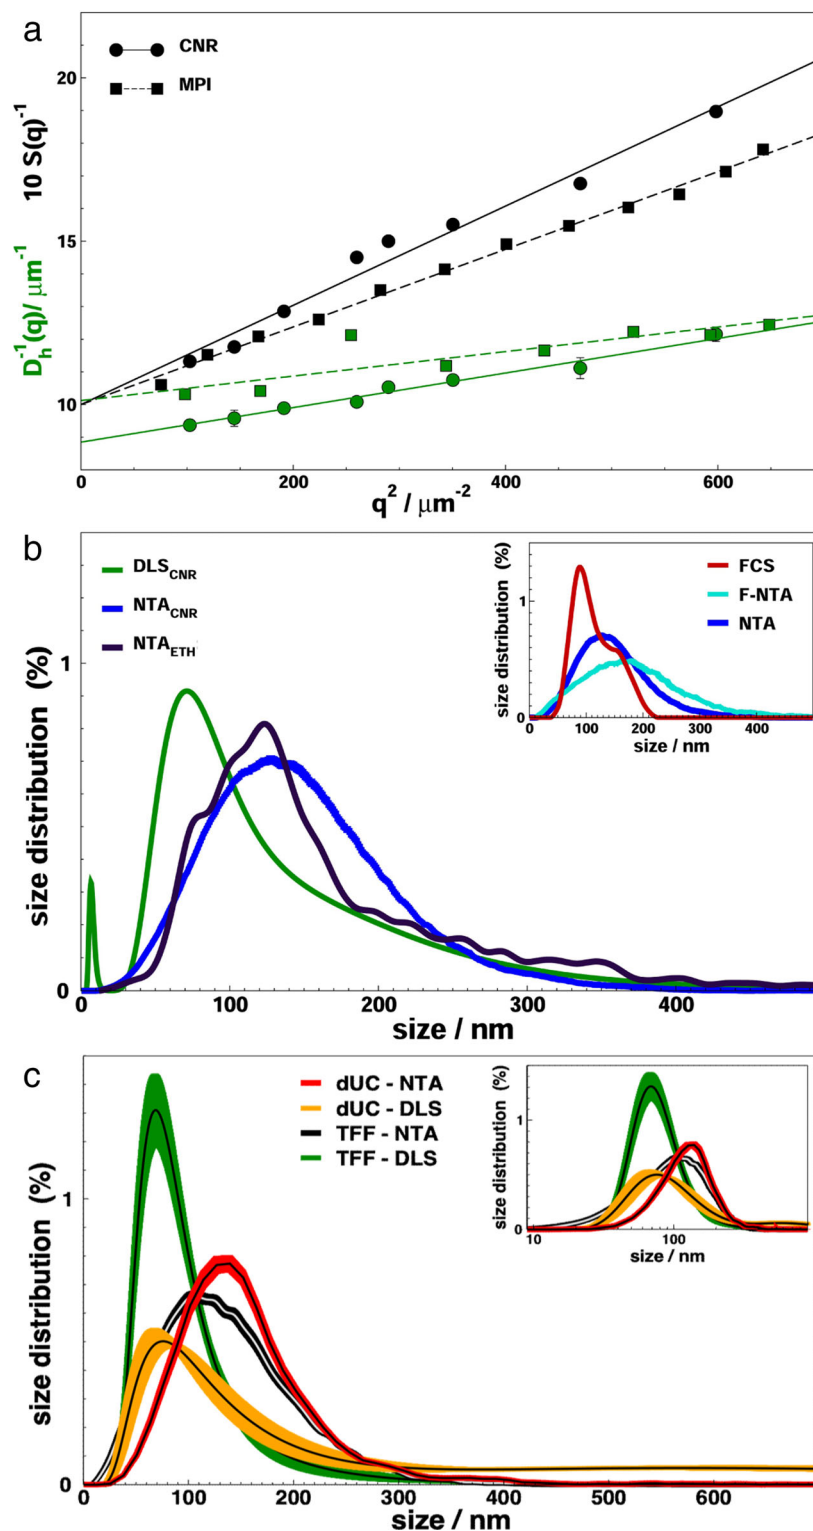 a
CNR
MPI
10 S(q)⁻¹
D_h⁻¹(q)/ μm⁻¹
20
15
10
0
200
400
600
q² / μm⁻²
b
DLS_CNR
NTA_CNR
NTA_ETH
size distribution (%)
1
0
0
100
200
300
400
size / nm
FCS
F-NTA
NTA
size distribution (%)
1
0
0
100
200
300
400
size / nm
c
dUC - NTA
dUC - DLS
TFF - NTA
TFF - DLS
size distribution (%)
1
0
0
100
200
300
400
500
600
size / nm
size distribution (%)
1
0
10
100
size / nm